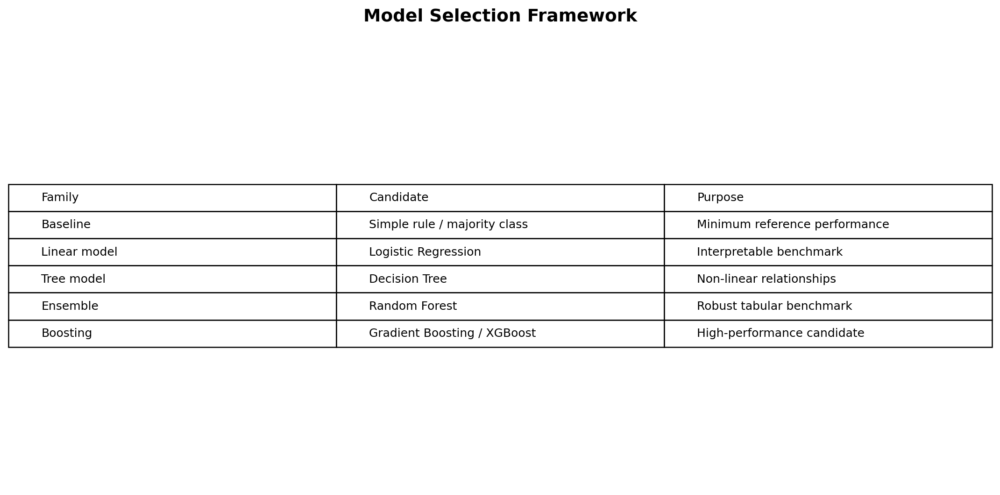 Model Selection Framework
Family Candidate Purpose
Baseline Simple rule / majority class Minimum reference performance
Linear model Logistic Regression Interpretable benchmark
Tree model Decision Tree Non-linear relationships
Ensemble Random Forest Robust tabular benchmark
Boosting Gradient Boosting / XGBoost High-performance candidate